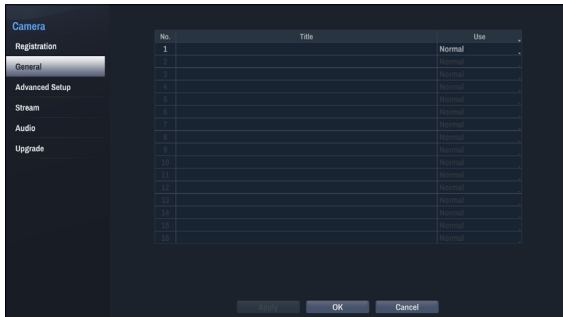 Camera
Registration
General
Advanced Setup
Stream
Audio
Upgrade
No. Title Use
1 Normal
2 Normal
3 Normal
4 Normal
5 Normal
6 Normal
7 Normal
8 Normal
9 Normal
10 Normal
11 Normal
12 Normal
13 Normal
14 Normal
15 Normal
16 Normal
Apply OK Cancel